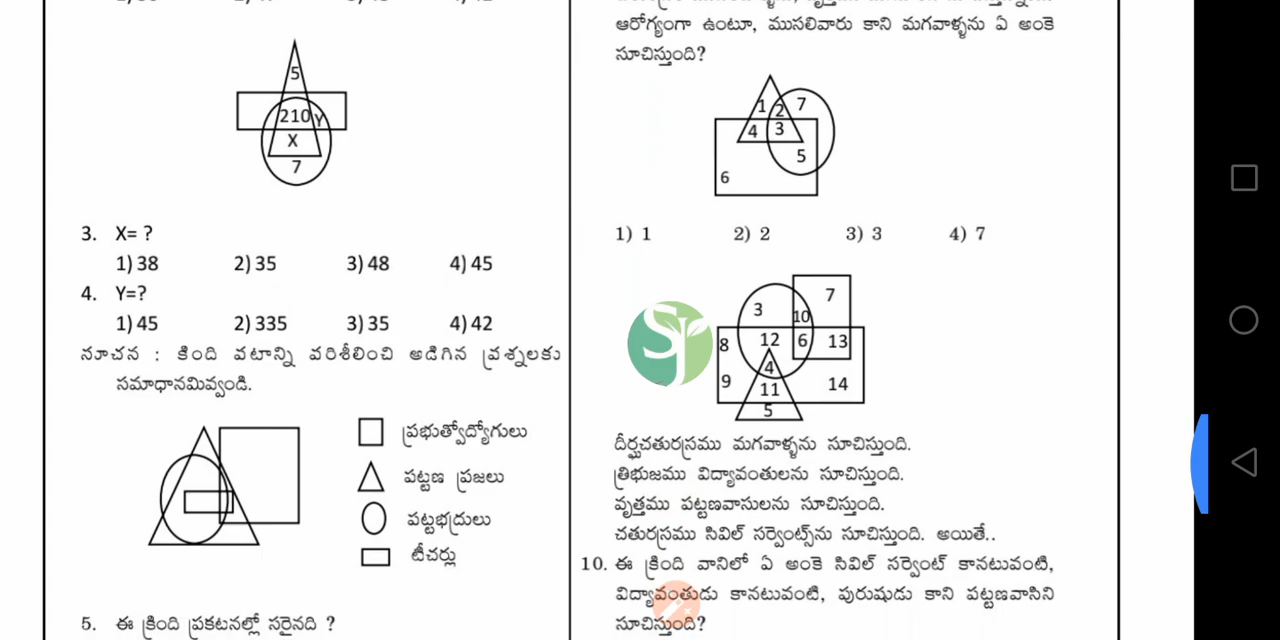 5
210 Y
X
7
3. X= ?
1) 38 2) 35 3) 48 4) 45
4. Y=?
1) 45 2) 335 3) 35 4) 42
సూచన : కింది పటాన్ని పరిశీలించి అడిగిన ప్రశ్నలకు
సమాధానమివ్వండి.
ప్రభుత్వోద్యోగులు
పట్టణ ప్రజలు
పట్టభద్రులు
టీచర్లు
5. ఈ క్రింది ప్రకటనల్లో సరైనది ?
ఆరోగ్యంగా ఉంటూ, ముసలివారు కాని మగవాళ్ళను ఏ అంకె
సూచిస్తుంది?
1 2 7
4 3
5
6
1) 1 2) 2 3) 3 4) 7
7
3 10
8 12 6 13
4
9 11 14
5
దీర్ఘచతురస్రము మగవాళ్ళను సూచిస్తుంది.
త్రిభుజము విద్యావంతులను సూచిస్తుంది.
వృత్తము పట్టణవాసులను సూచిస్తుంది.
చతురస్రము సివిల్ సర్వెంట్స్‌ను సూచిస్తుంది. అయితే..
10. ఈ క్రింది వానిలో ఏ అంకె సివిల్ సర్వెంట్ కానటువంటి,
విద్యావంతుడు కానటువంటి, పురుషుడు కాని పట్టణవాసిని
సూచిస్తుంది?